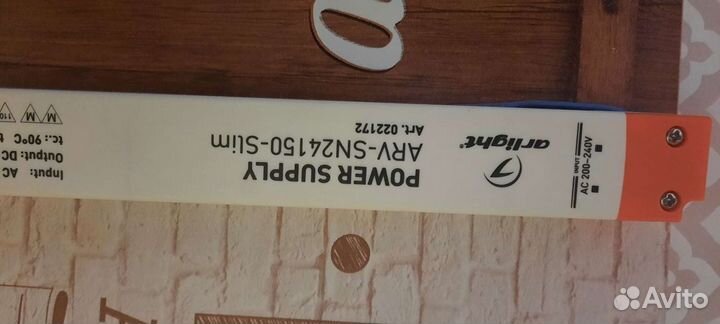 arlight
INPUT
AC 200-240V
POWER SUPPLY
ARV-SN24150-Slim
Art. 022172
Input: AC
Output: DC
tc.: 90°C t
M M 110
Avito